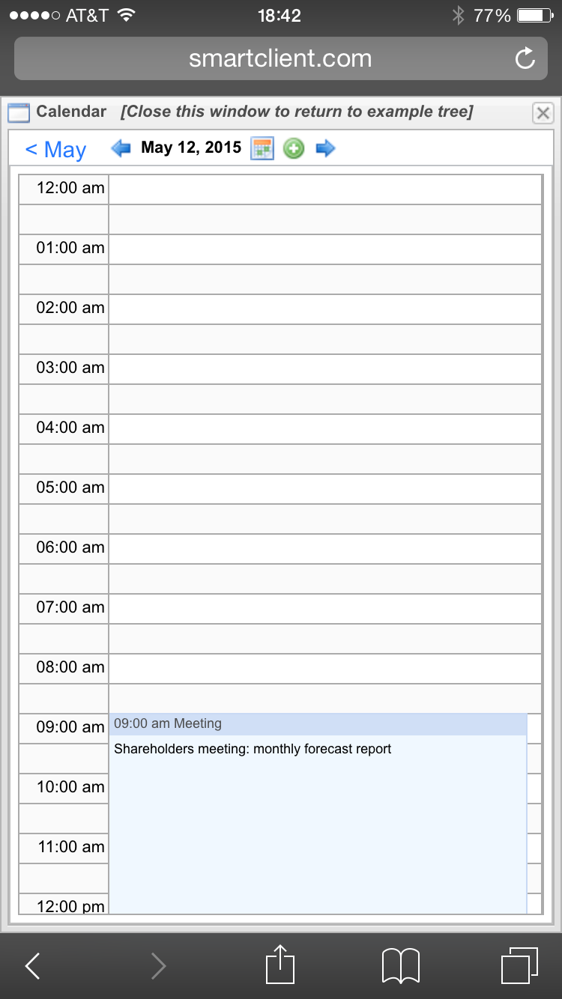 AT&T 18:42 77%
smartclient.com
Calendar [Close this window to return to example tree]
< May May 12, 2015
12:00 am
01:00 am
02:00 am
03:00 am
04:00 am
05:00 am
06:00 am
07:00 am
08:00 am
09:00 am 09:00 am Meeting
Shareholders meeting: monthly forecast report
10:00 am
11:00 am
12:00 pm